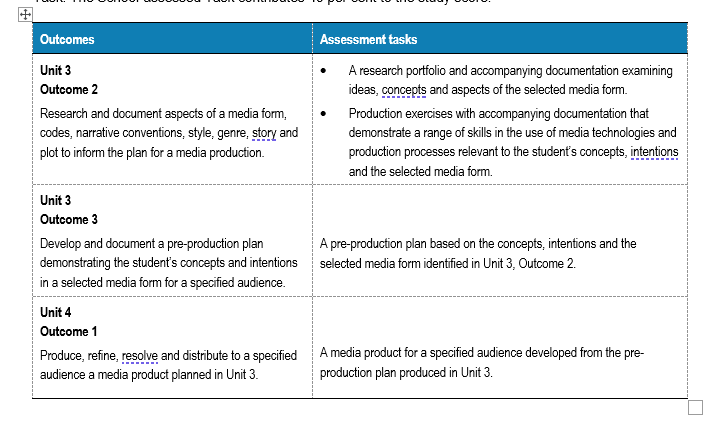 Task. The School-assessed Task contributes 40 per cent to the study score.
Outcomes
Assessment tasks
Unit 3
Outcome 2
Research and document aspects of a media form,
codes, narrative conventions, style, genre, story and
plot to inform the plan for a media production.
• A research portfolio and accompanying documentation examining
ideas, concepts and aspects of the selected media form.
• Production exercises with accompanying documentation that
demonstrate a range of skills in the use of media technologies and
production processes relevant to the student's concepts, intentions
and the selected media form.
Unit 3
Outcome 3
Develop and document a pre-production plan
demonstrating the student's concepts and intentions
in a selected media form for a specified audience.
A pre-production plan based on the concepts, intentions and the
selected media form identified in Unit 3, Outcome 2.
Unit 4
Outcome 1
Produce, refine, resolve and distribute to a specified
audience a media product planned in Unit 3.
A media product for a specified audience developed from the pre-
production plan produced in Unit 3.